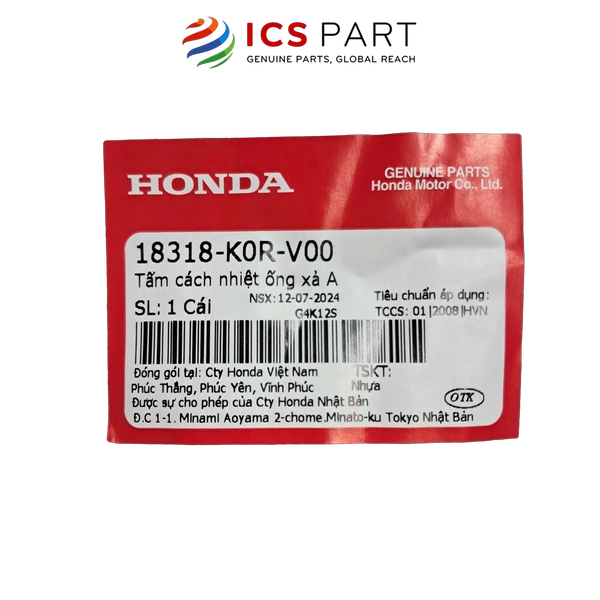 ICS PART
GENUINE PARTS, GLOBAL REACH
HONDA
GENUINE PARTS
Honda Motor Co., Ltd.
18318-K0R-V00
Tấm cách nhiệt ống xả A
SL: 1 Cái
NSX: 12-07-2024
G4K12S
Tiêu chuẩn áp dụng:
TCCS: 01|2008|HVN
Đóng gói tại: Cty Honda Việt Nam
Phúc Thắng, Phúc Yên, Vĩnh Phúc
TSKT:
Nhựa
Được sự cho phép của Cty Honda Nhật Bản
Đ.C 1-1. Minami Aoyama 2-chome.Minato-ku Tokyo Nhật Bản
OTK